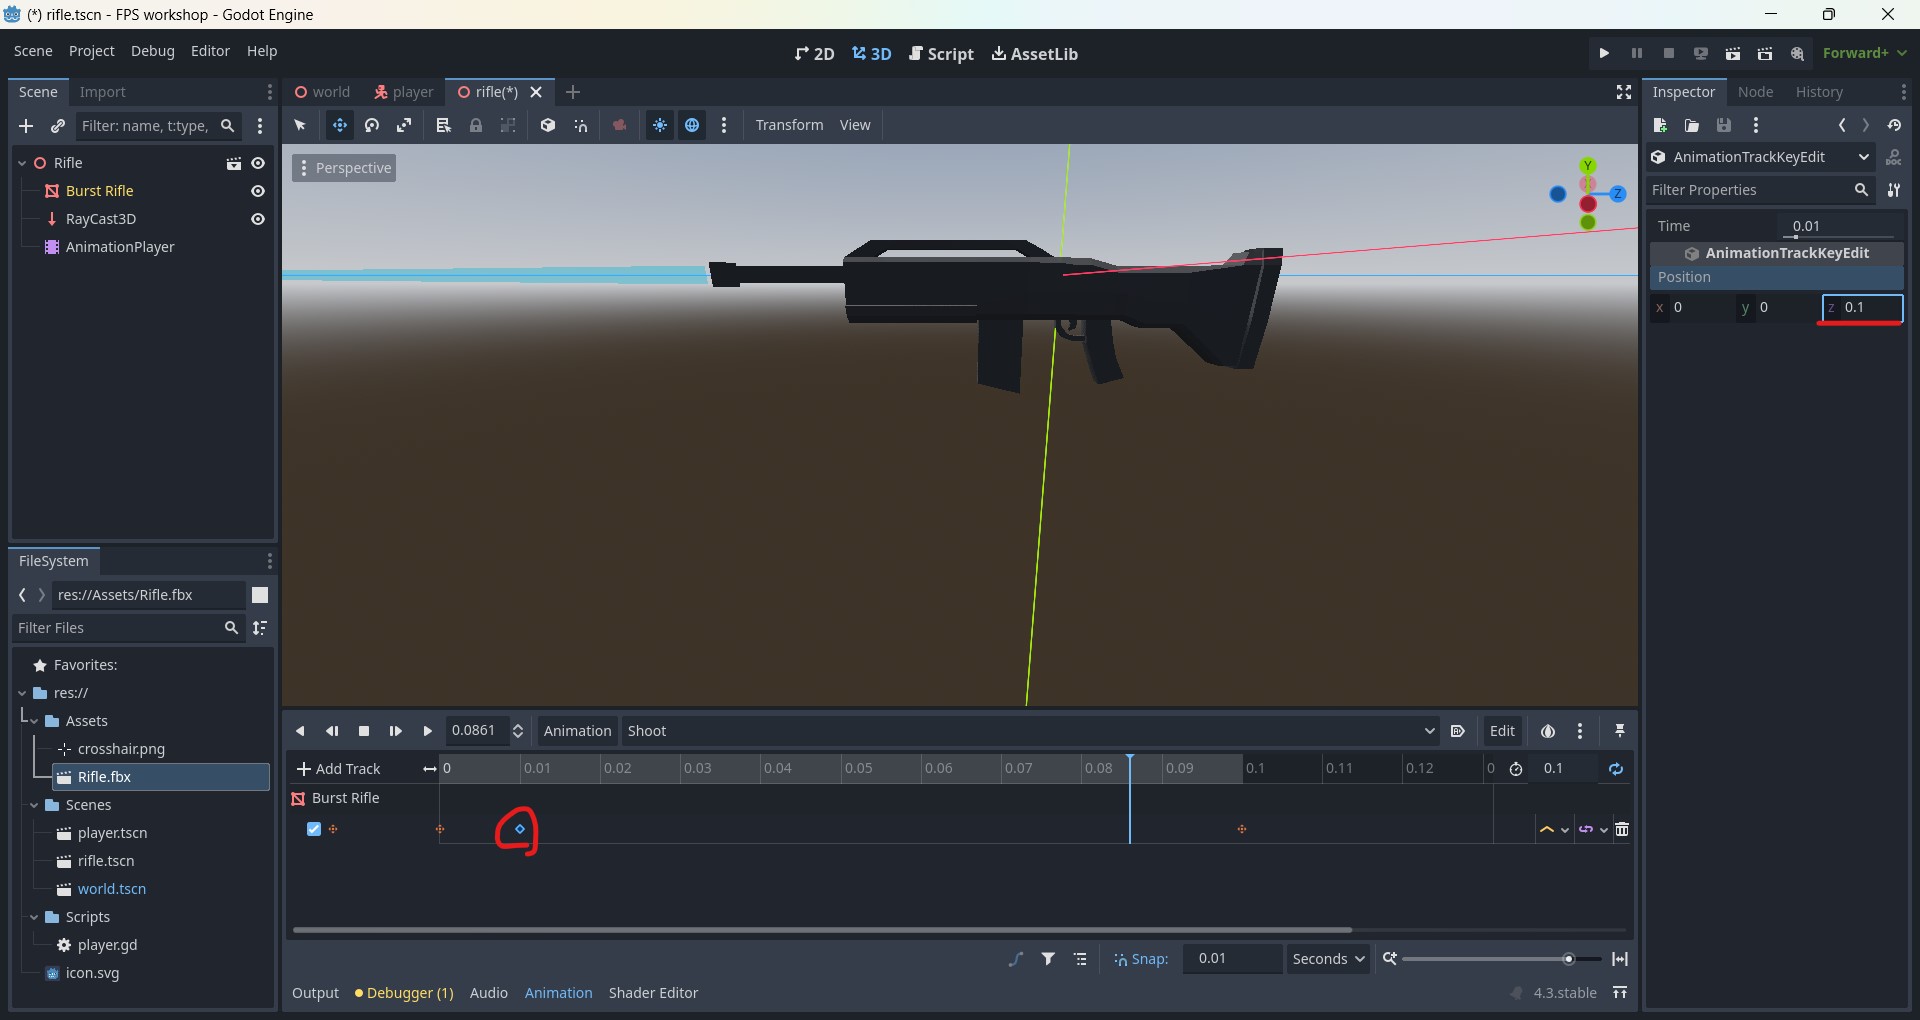 (*) rifle.tscn - FPS workshop - Godot Engine
Scene Project Debug Editor Help
2D 3D Script AssetLib
Forward+
Scene Import
world player rifle(*)
Inspector Node History
Filter: name, t:type,
Transform View
Rifle
Burst Rifle
RayCast3D
AnimationPlayer
Perspective
Y
Z
AnimationTrackKeyEdit
Filter Properties
Time 0.01
AnimationTrackKeyEdit
Position
x 0 y 0 z 0.1
FileSystem
res://Assets/Rifle.fbx
Filter Files
Favorites:
res://
Assets
crosshair.png
Rifle.fbx
Scenes
player.tscn
rifle.tscn
world.tscn
Scripts
player.gd
icon.svg
0.0861 Animation Shoot Edit
Add Track 0 0.01 0.02 0.03 0.04 0.05 0.06 0.07 0.08 0.09 0.1 0.11 0.12 0 0.1
Burst Rifle
Snap: 0.01 Seconds
Output Debugger (1) Audio Animation Shader Editor 4.3.stable